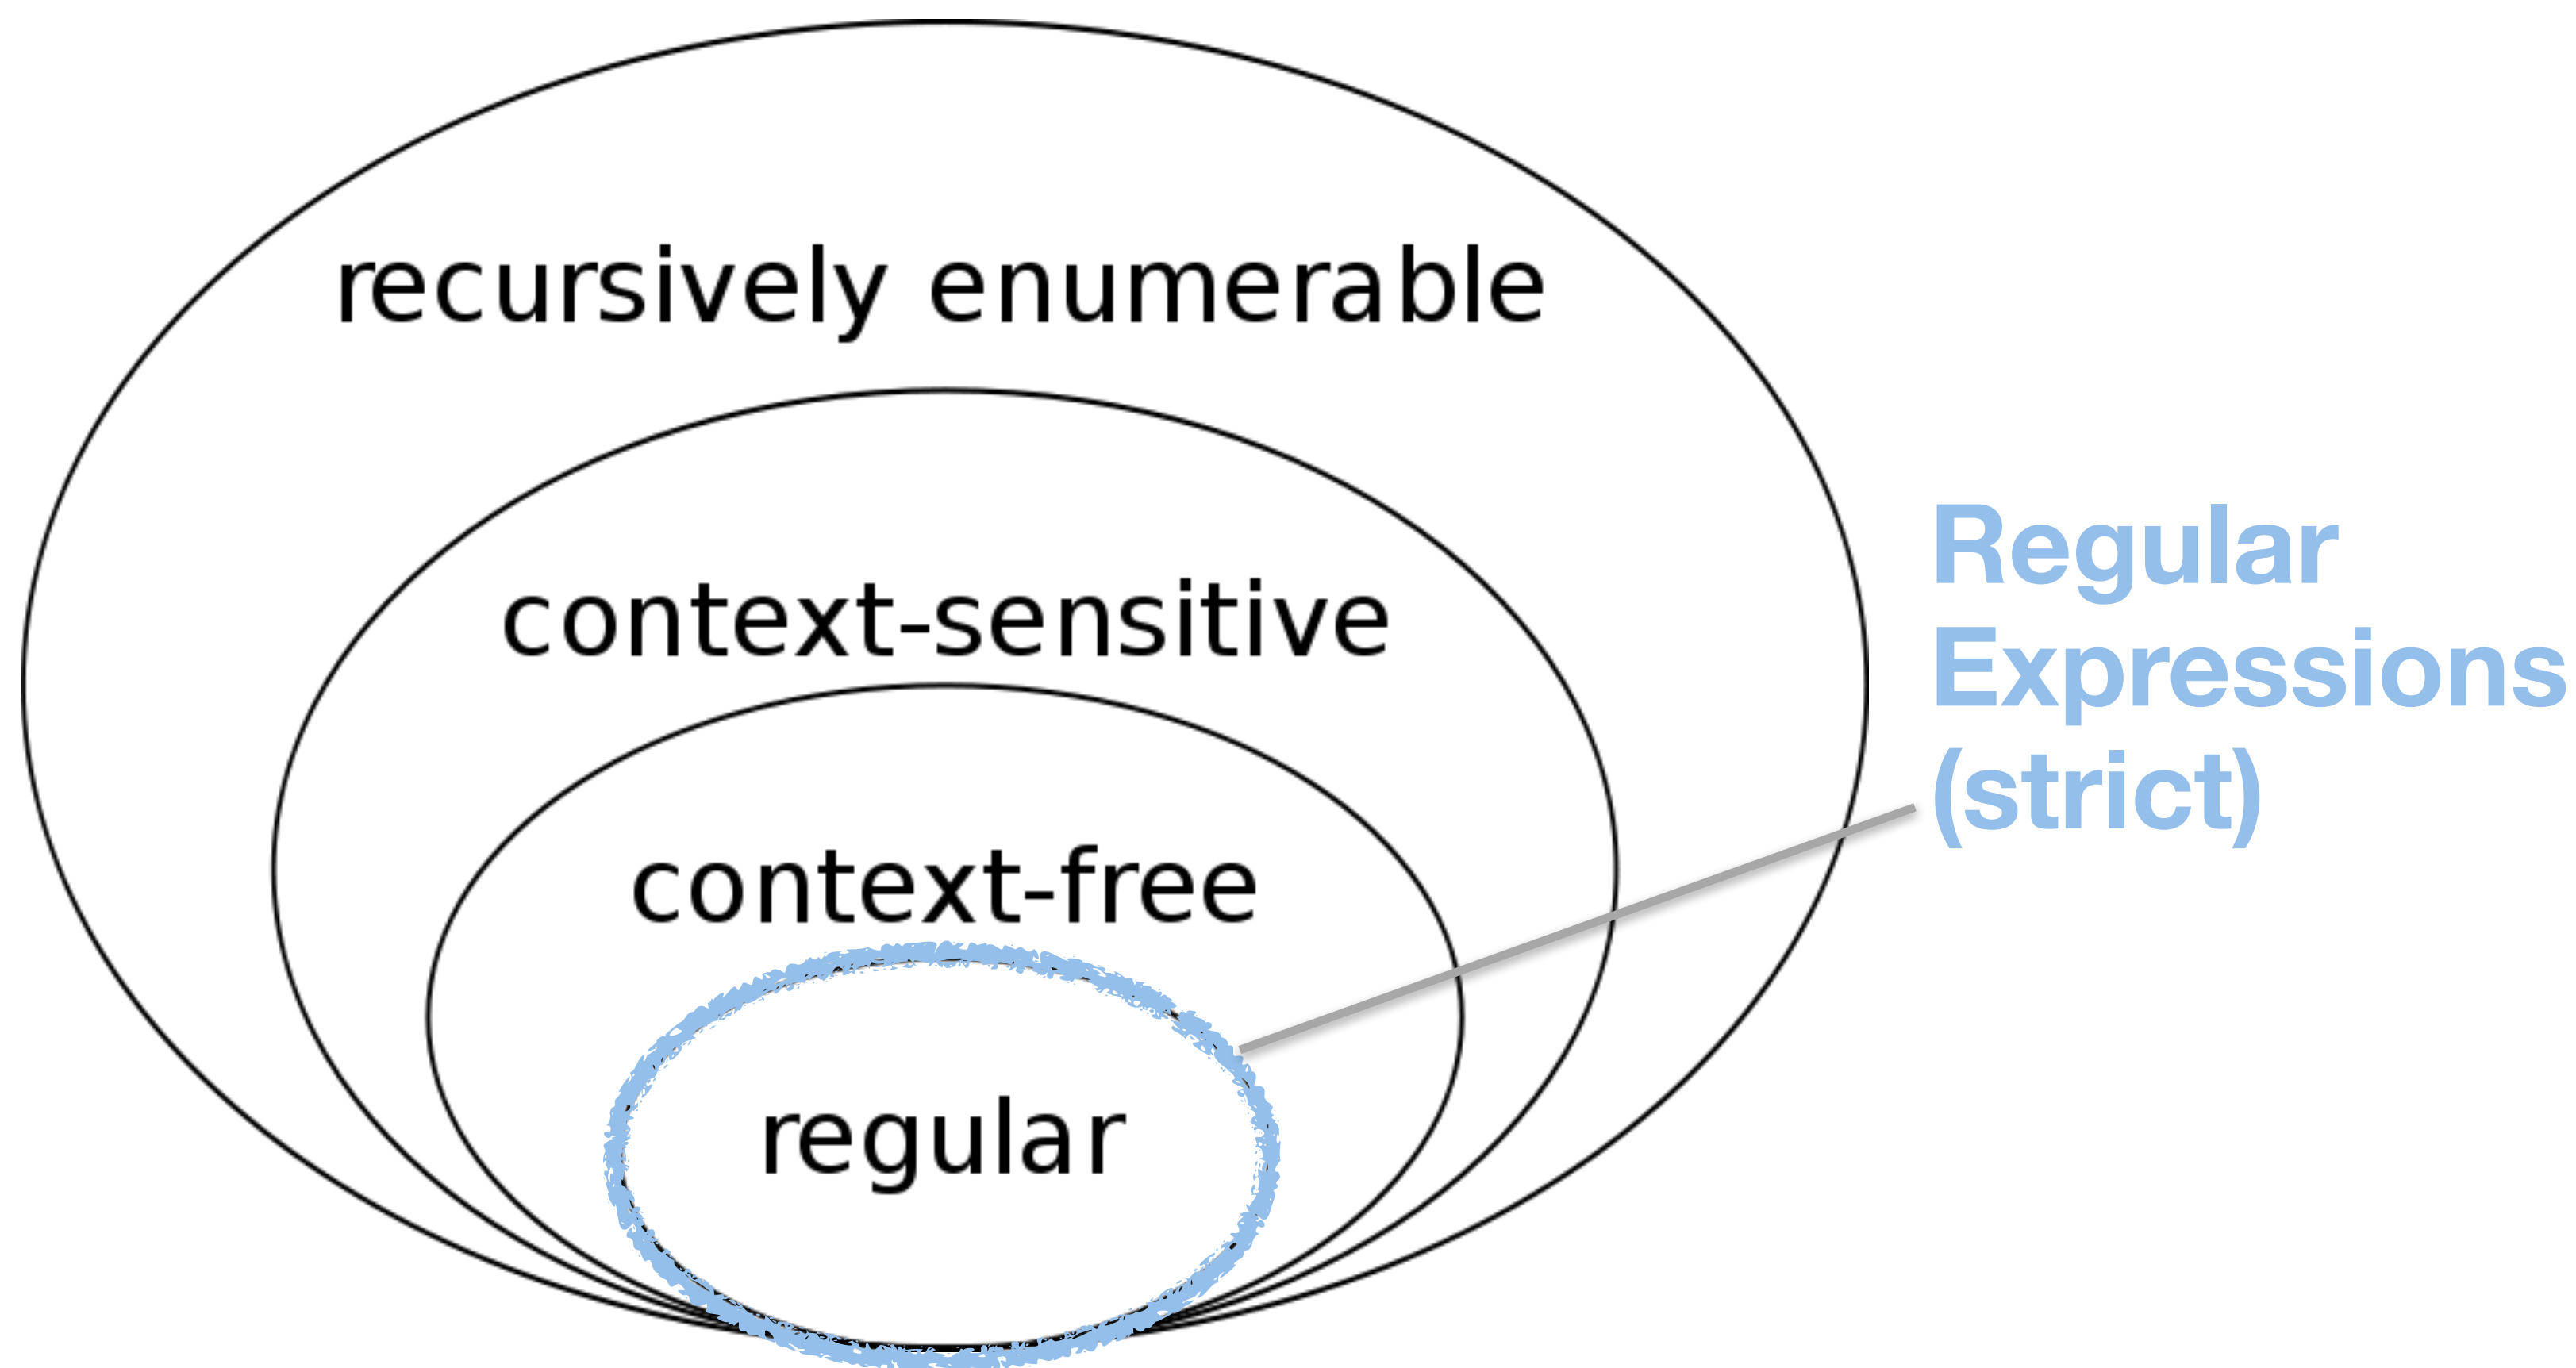 recursively enumerable
context-sensitive
context-free
regular
Regular
Expressions
(strict)